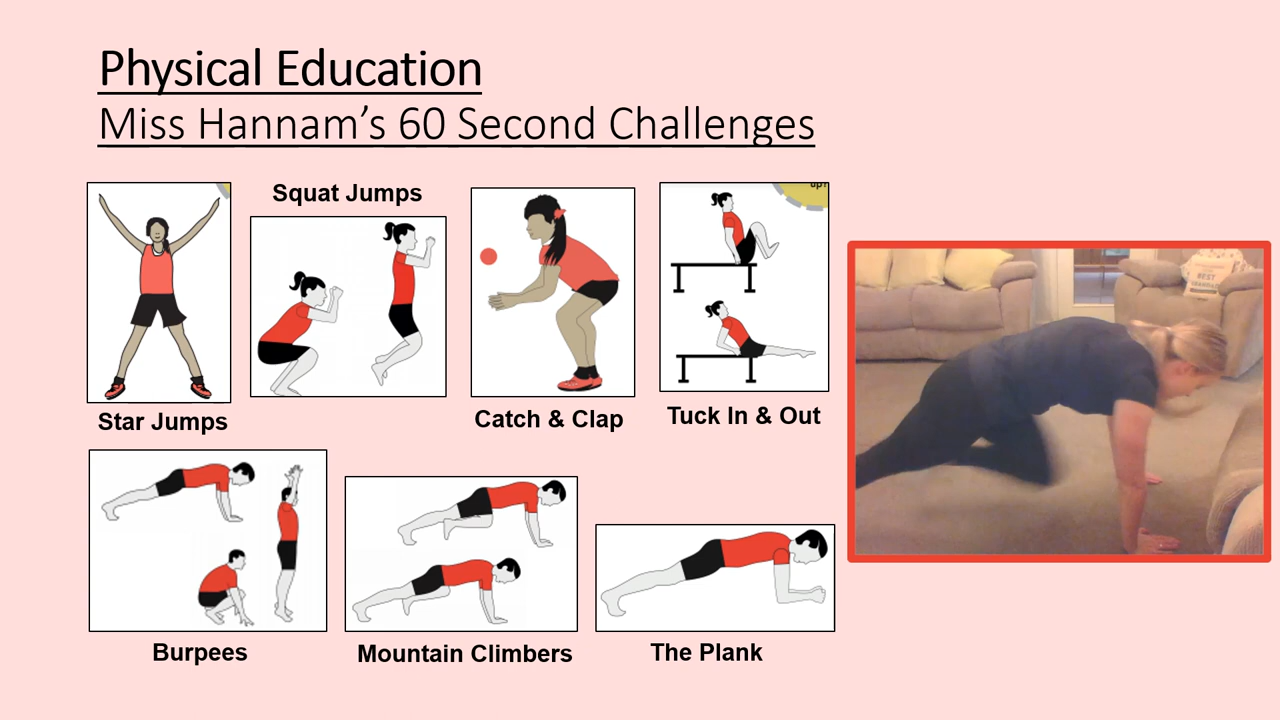 Physical Education
Miss Hannam's 60 Second Challenges
Squat Jumps
Star Jumps
Catch & Clap
Tuck In & Out
Burpees
Mountain Climbers
The Plank
BEST